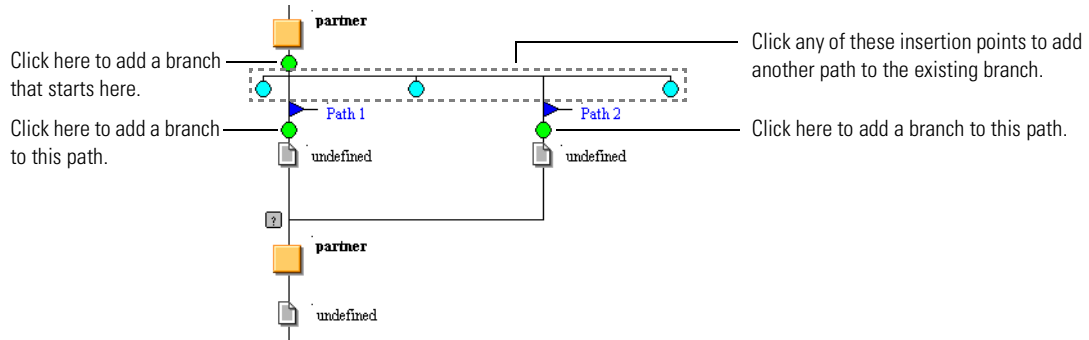 partner
Click here to add a branch
that starts here.
Click any of these insertion points to add
another path to the existing branch.
Path 1
Path 2
Click here to add a branch
to this path.
Click here to add a branch to this path.
undefined
undefined
?
partner
undefined